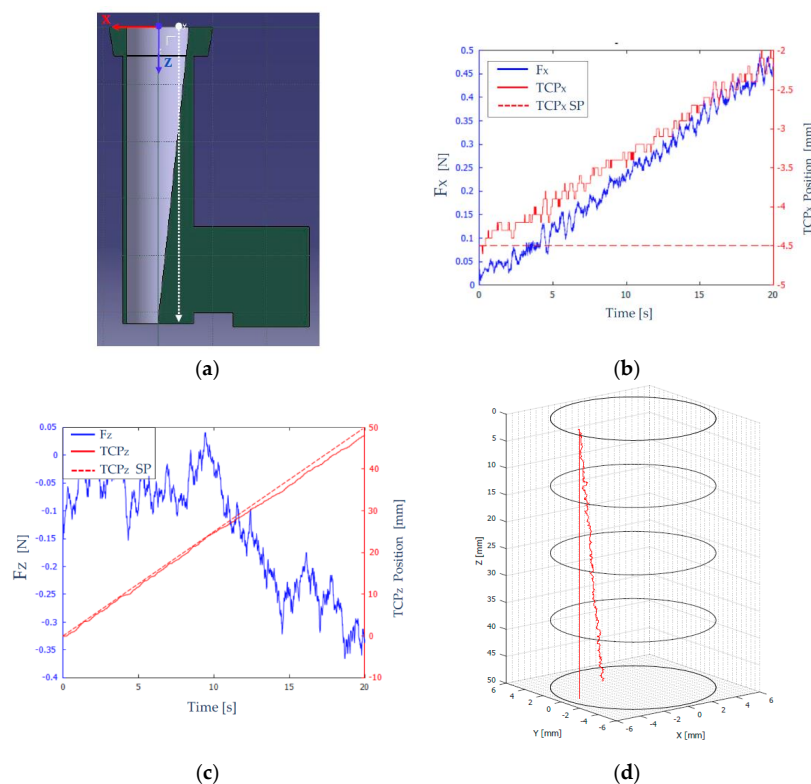 X
Y
Z
(a)
Fx
TCPx
TCPx SP
0.5
0.45
0.4
0.35
0.3
0.25
0.2
0.15
0.1
0.05
0
Fx [N]
-2
-2.5
-3
-3.5
-4
-4.5
-5
TCPx Position [mm]
0 5 10 15 20
Time [s]
(b)
Fz
TCPz
TCPz SP
0.05
0
-0.05
-0.1
-0.15
-0.2
-0.25
-0.3
-0.35
-0.4
Fz [N]
50
40
30
20
10
0
-10
TCPz Position [mm]
0 5 10 15 20
Time [s]
(c)
0
5
10
15
20
25
30
35
40
45
50
Z [mm]
6 4 2 0 -2 -4 -6
Y [mm]
-6 -4 -2 0 2 4 6
X [mm]
(d)